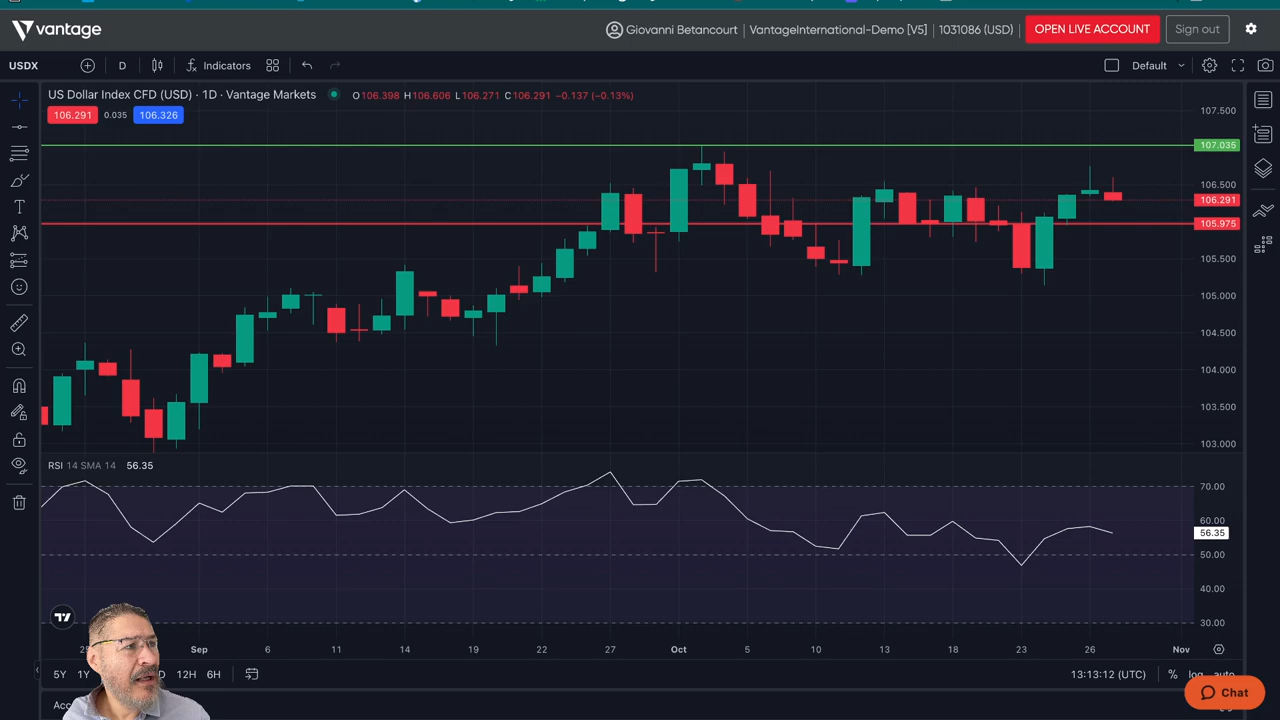 vantage
Giovanni Betancourt | VantageInternational-Demo [V5] | 1031086 (USD)
OPEN LIVE ACCOUNT
Sign out
USDX
D
Indicators
Default
US Dollar Index CFD (USD) · 1D · Vantage Markets
O106.398 H106.606 L106.271 C106.291 −0.137 (−0.13%)
106.291
0.035
106.326
107.500
107.035
106.500
106.291
105.975
105.500
105.000
104.500
104.000
103.500
103.000
RSI 14 SMA 14 56.35
70.00
60.00
56.35
50.00
40.00
30.00
Sep 6 11 14 19 22 27 Oct 5 10 13 18 23 26 Nov
5Y 1Y D 12H 6H
13:13:12 (UTC)
% log auto
Chat